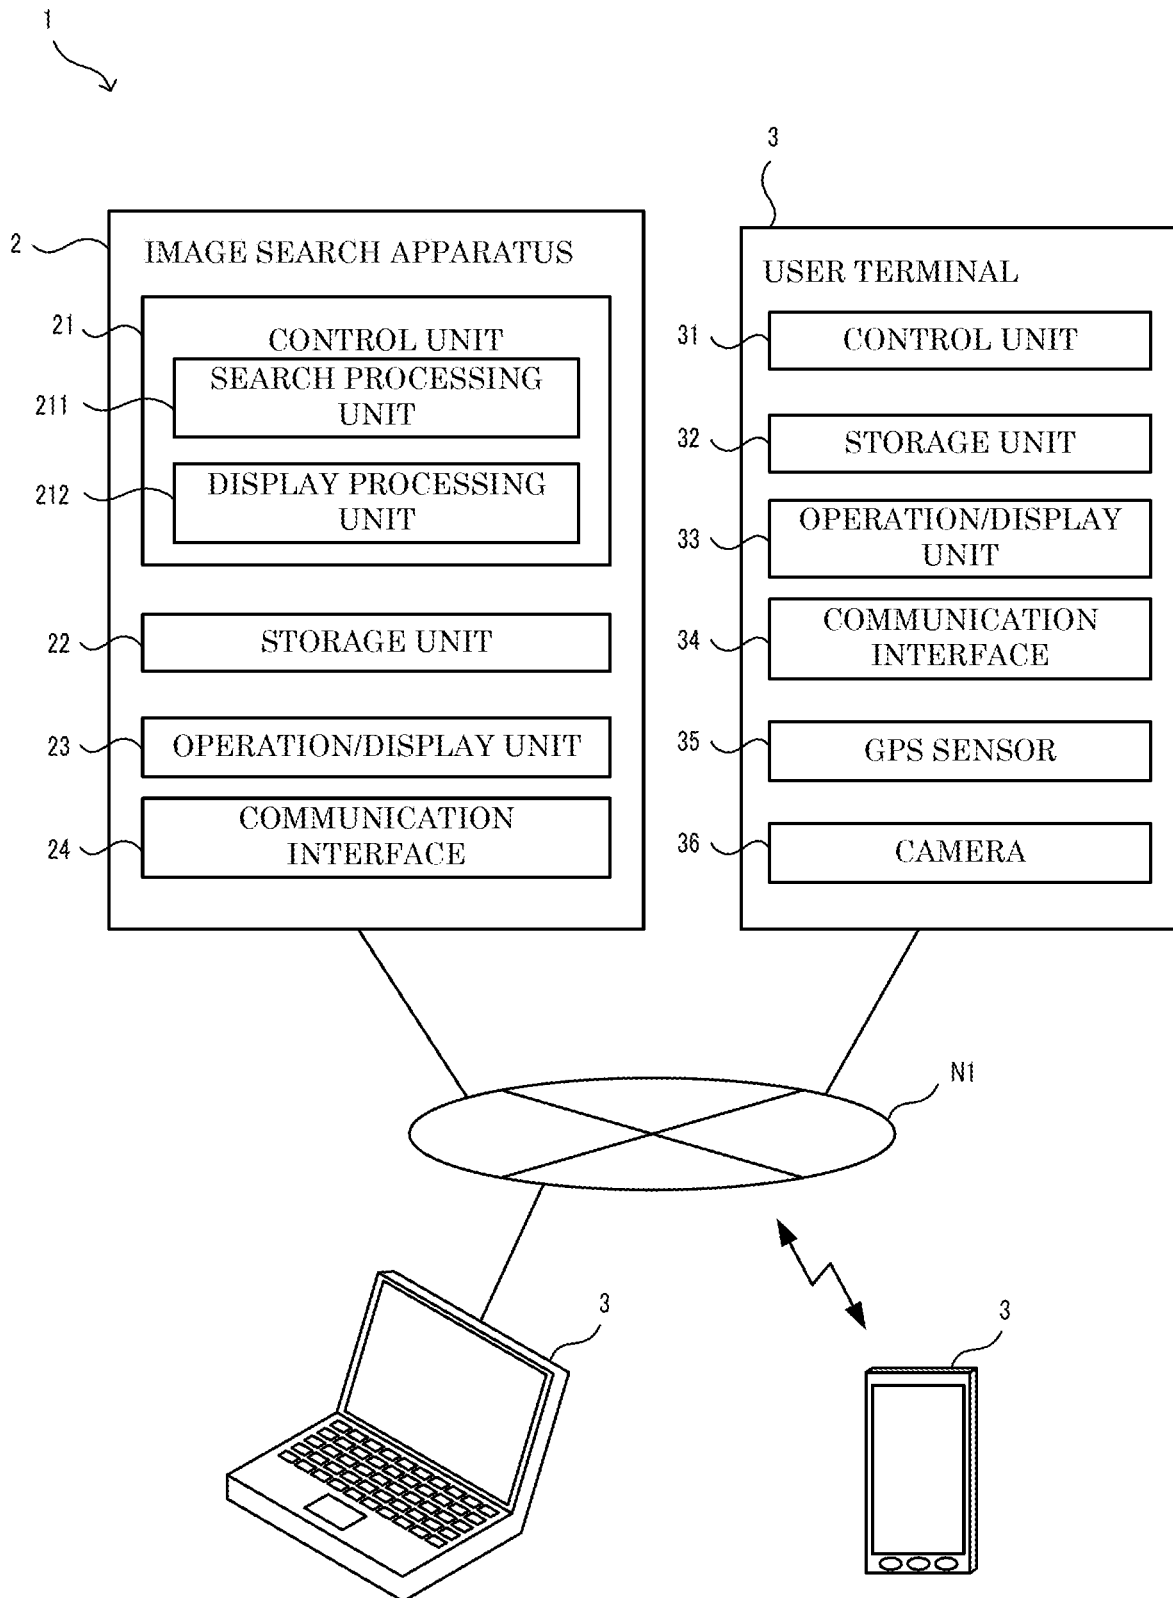 1
3
2
IMAGE SEARCH APPARATUS
21
CONTROL UNIT
211
SEARCH PROCESSING
UNIT
212
DISPLAY PROCESSING
UNIT
22
STORAGE UNIT
23
OPERATION/DISPLAY UNIT
24
COMMUNICATION
INTERFACE
USER TERMINAL
31
CONTROL UNIT
32
STORAGE UNIT
33
OPERATION/DISPLAY
UNIT
34
COMMUNICATION
INTERFACE
35
GPS SENSOR
36
CAMERA
N1
3
3